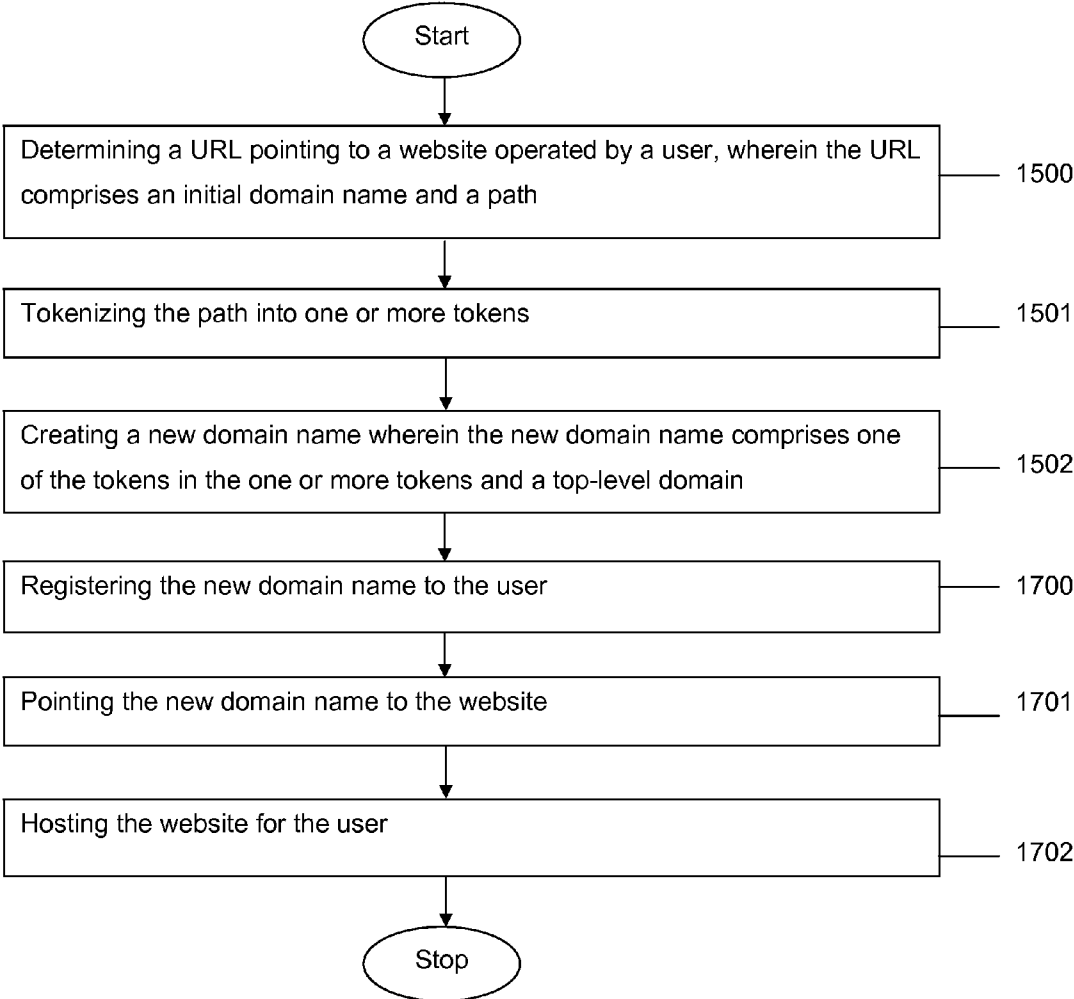 Start
Determining a URL pointing to a website operated by a user, wherein the URL
comprises an initial domain name and a path
1500
Tokenizing the path into one or more tokens
1501
Creating a new domain name wherein the new domain name comprises one
of the tokens in the one or more tokens and a top-level domain
1502
Registering the new domain name to the user
1700
Pointing the new domain name to the website
1701
Hosting the website for the user
1702
Stop